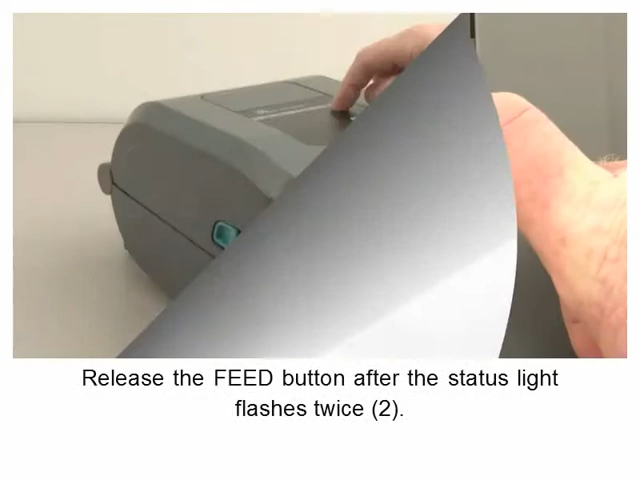 Release the FEED button after the status light
flashes twice (2).